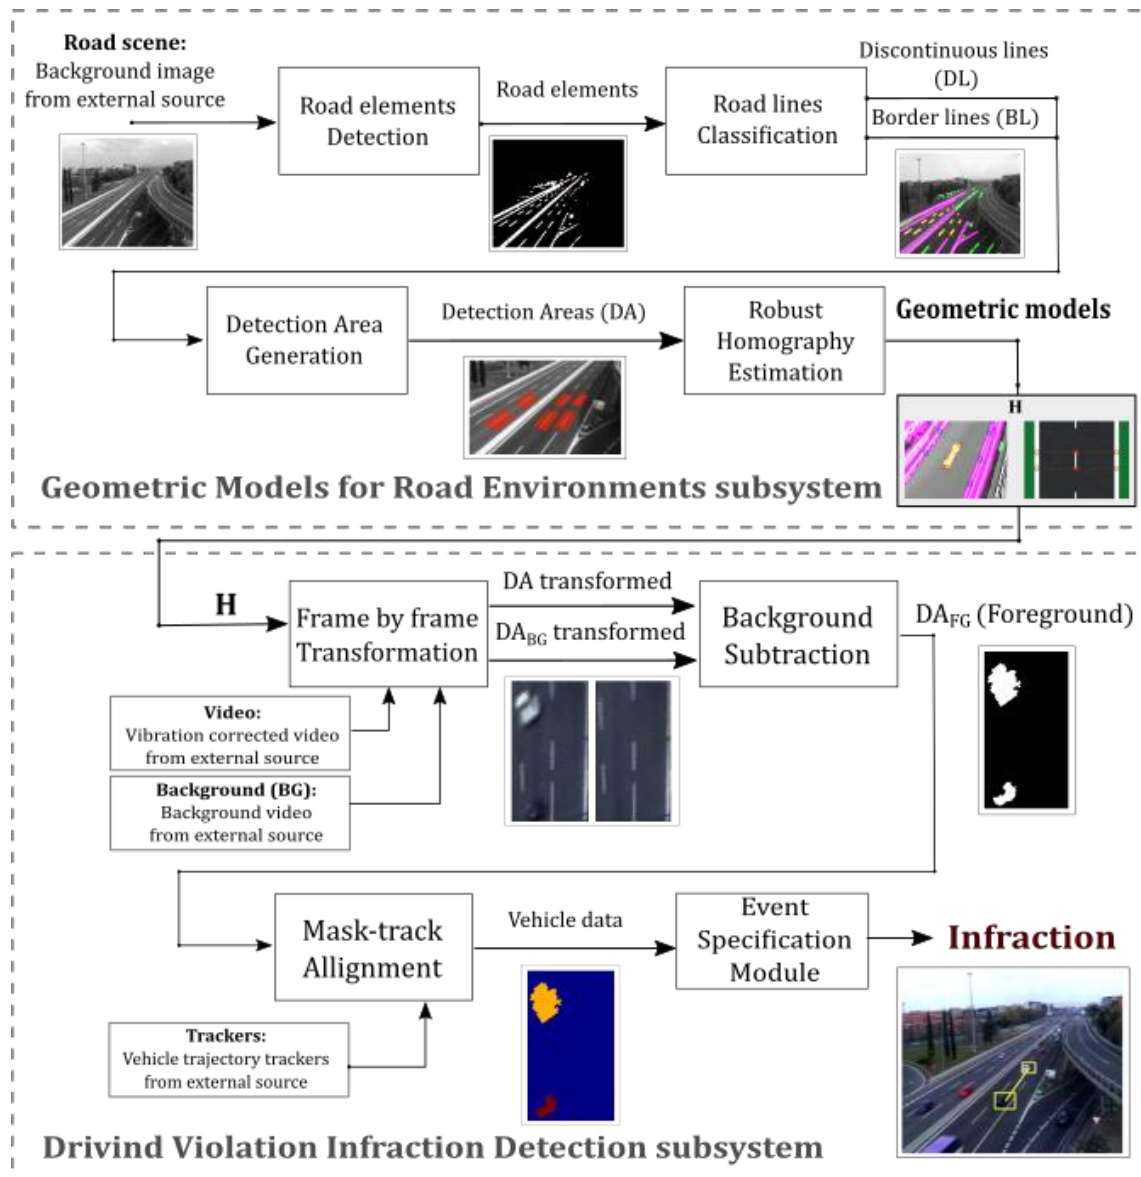 Road scene:
Background image
from external source
Road elements
Detection
Road elements
Road lines
Classification
Discontinuous lines
(DL)
Border lines (BL)
Detection Area
Generation
Detection Areas (DA)
Robust
Homography
Estimation
Geometric models
H
Geometric Models for Road Environments subsystem
H
Frame by frame
Transformation
DA transformed
DABG transformed
Background
Subtraction
DAFG (Foreground)
Video:
Vibration corrected video
from external source
Background (BG):
Background video
from external source
Mask-track
Allignment
Vehicle data
Event
Specification
Module
Infraction
Trackers:
Vehicle trajectory trackers
from external source
Drivind Violation Infraction Detection subsystem